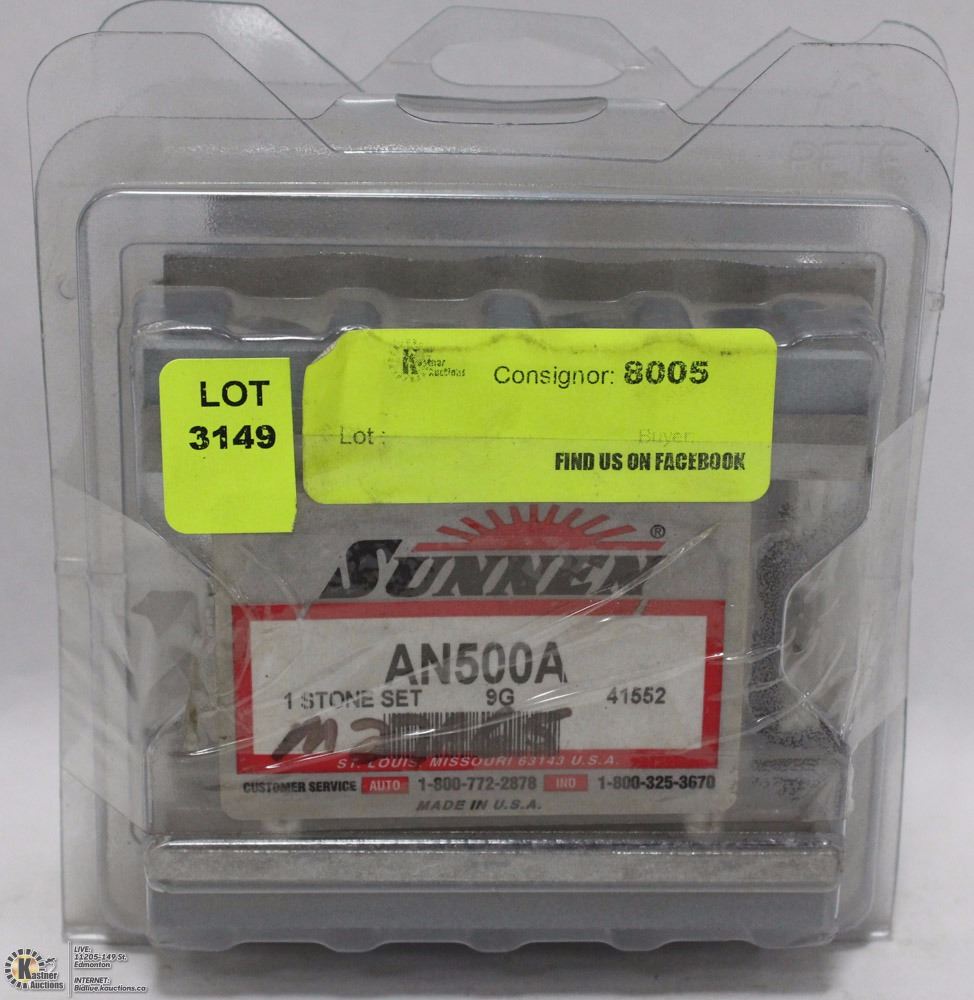 LOT
3149
Kastner
Auctions
Consignor: 8005
Lot :
Buyer:
FIND US ON FACEBOOK
SUNNEN®
AN500A
1 STONE SET 9G 41552
ST. LOUIS, MISSOURI 63143 U.S.A.
CUSTOMER SERVICE AUTO 1-800-772-2878 IND 1-800-325-3670
MADE IN U.S.A.
Kastner
Auctions
LIVE:
11205-149 St.
Edmonton
INTERNET:
Bidlive.kauctions.ca